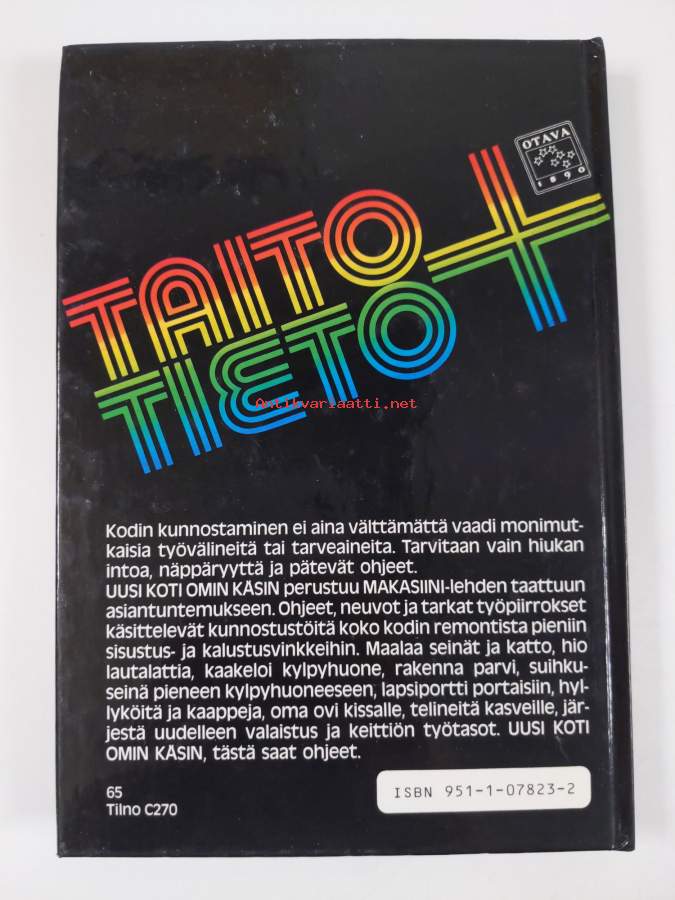 OTAVA
1890
TAITO
TIETO
Antikvariaatti.net
Kodin kunnostaminen ei aina välttämättä vaadi monimut-
kaisia työvälineitä tai tarveaineita. Tarvitaan vain hiukan
intoa, näppäryyttä ja pätevät ohjeet.
UUSI KOTI OMIN KÄSIN perustuu MAKASIINI-lehden taattuun
asiantuntemukseen. Ohjeet, neuvot ja tarkat työpiirrokset
käsittelevät kunnostustöitä koko kodin remontista pieniin
sisustus- ja kalustusvinkkeihin. Maalaa seinät ja katto, hio
lautalattia, kaakeloi kylpyhuone, rakenna parvi, suihku-
seinä pieneen kylpyhuoneeseen, lapsiportti portaisiin, hyl-
lyköitä ja kaappeja, oma ovi kissalle, telineitä kasveille, jär-
jestä uudelleen valaistus ja keittiön työtasot. UUSI KOTI
OMIN KÄSIN, tästä saat ohjeet.
65
Tilno C270
ISBN 951-1-07823-2